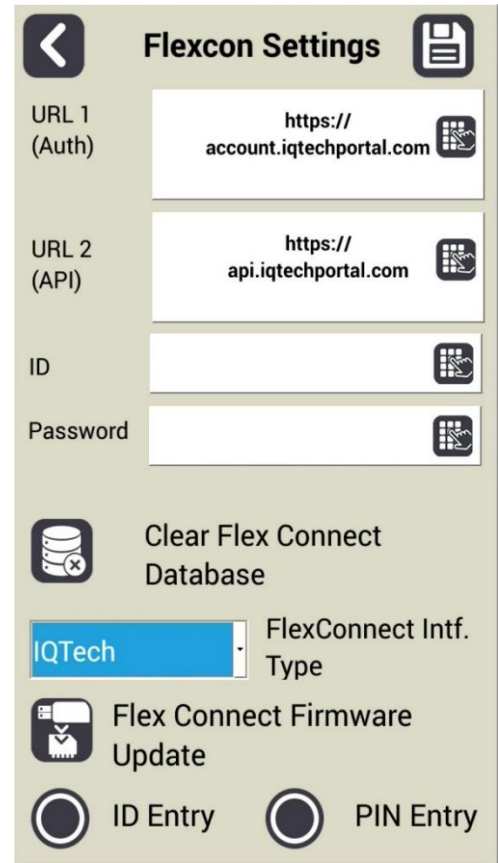 Flexcon Settings
URL 1
(Auth)
https://
account.iqtechportal.com
URL 2
(API)
https://
api.iqtechportal.com
ID
Password
Clear Flex Connect
Database
IQTech
FlexConnect Intf.
Type
Flex Connect Firmware
Update
ID Entry
PIN Entry